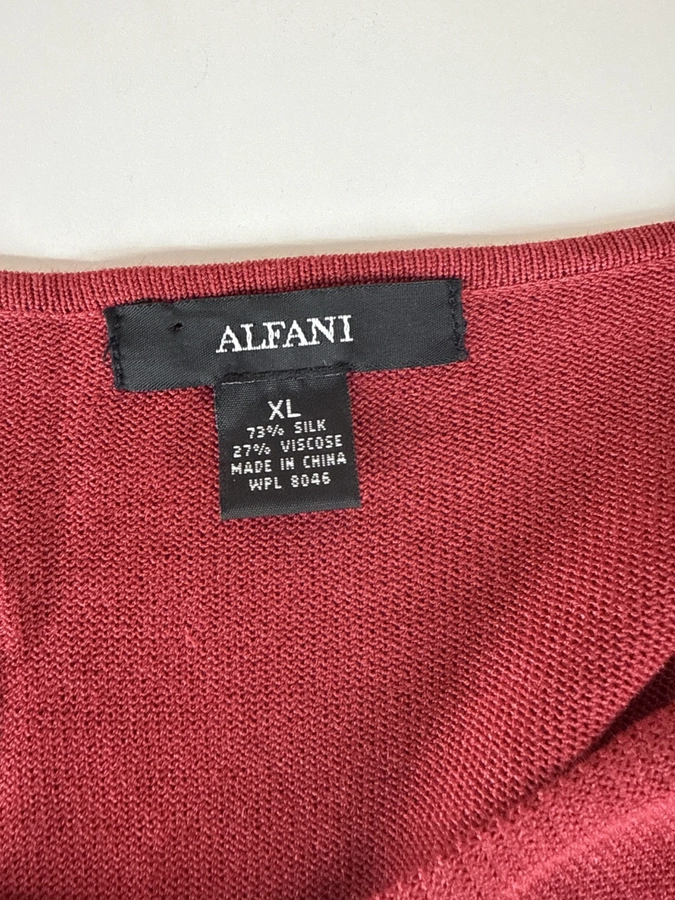 ALFANI
XL
73% SILK
27% VISCOSE
MADE IN CHINA
WPL 8046